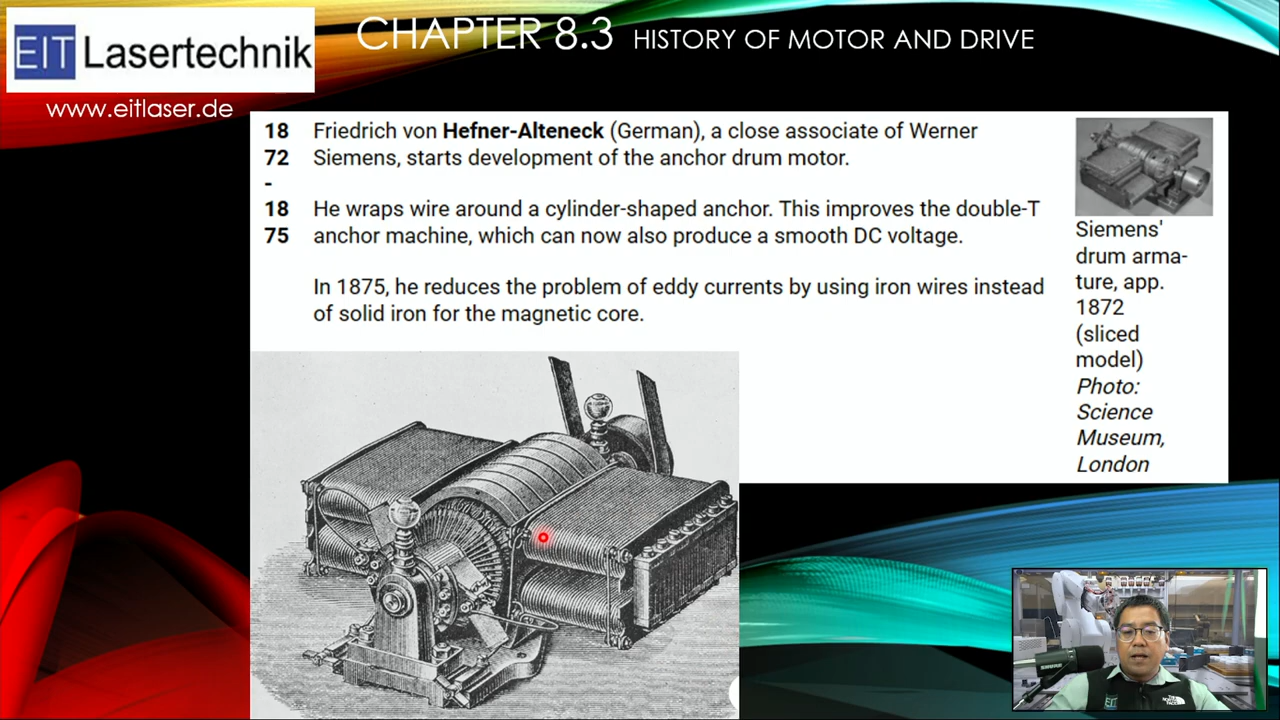 EIT Lasertechnik
CHAPTER 8.3 HISTORY OF MOTOR AND DRIVE
www.eitlaser.de
18
72
-
18
75
Friedrich von Hefner-Alteneck (German), a close associate of Werner
Siemens, starts development of the anchor drum motor.
He wraps wire around a cylinder-shaped anchor. This improves the double-T
anchor machine, which can now also produce a smooth DC voltage.
In 1875, he reduces the problem of eddy currents by using iron wires instead
of solid iron for the magnetic core.
Siemens'
drum arma-
ture, app.
1872
(sliced
model)
Photo:
Science
Museum,
London